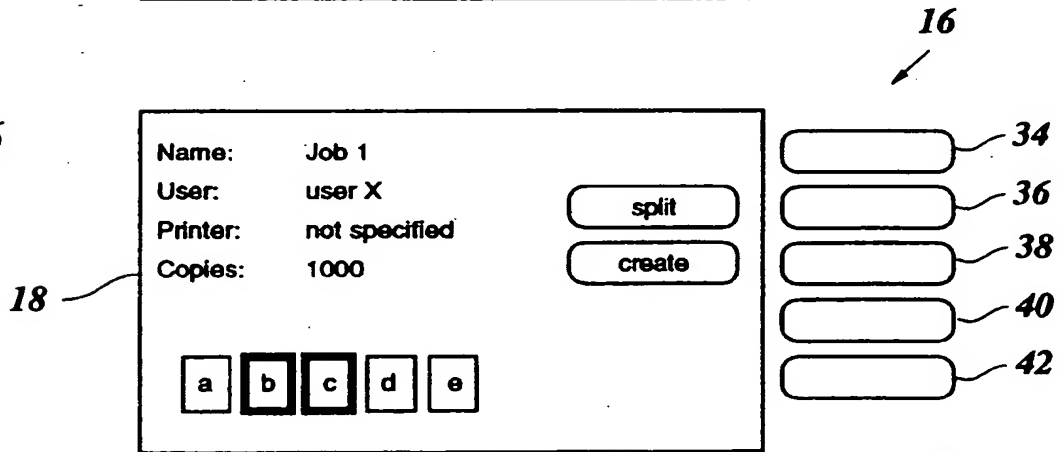 16
Name: Job 1
34
User: user X
split
36
Printer: not specified
create
38
Copies: 1000
18
40
a b c d e
42